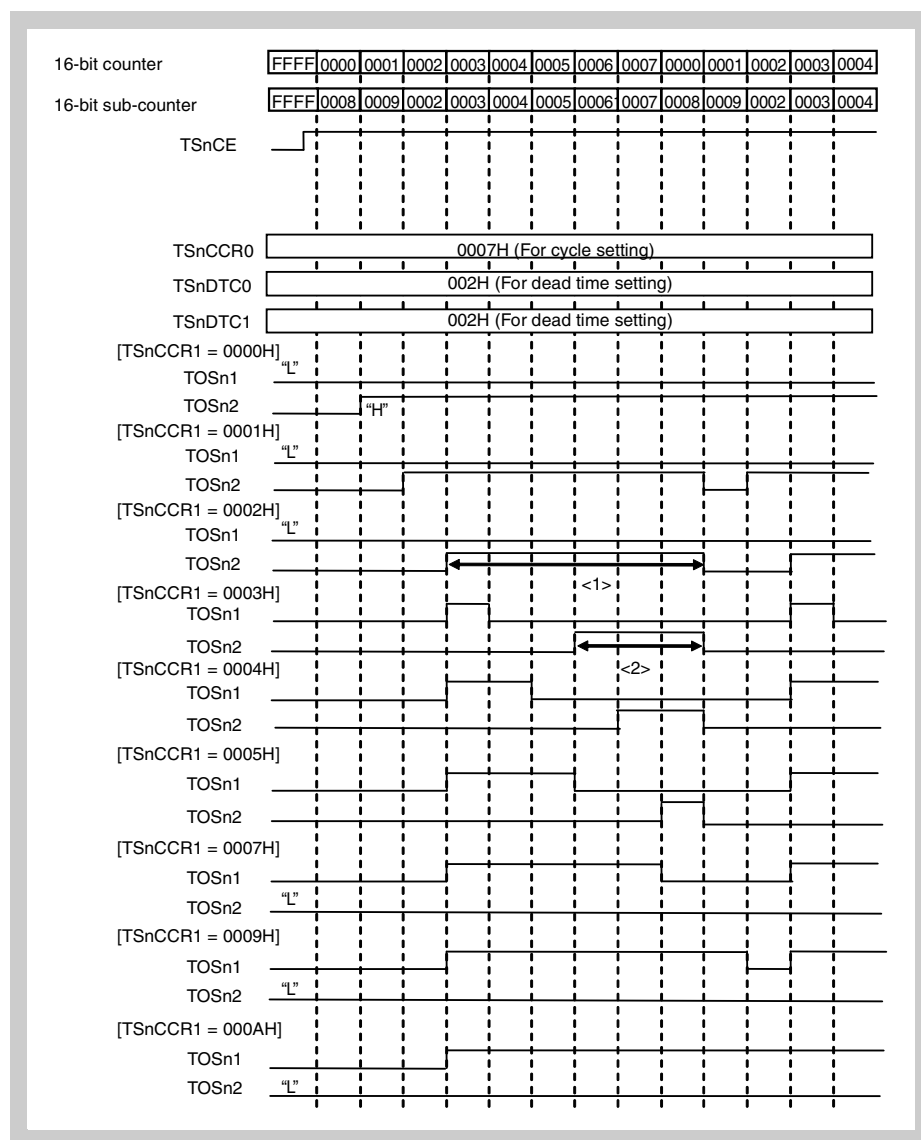 16-bit counter FFFF 0000 0001 0002 0003 0004 0005 0006 0007 0000 0001 0002 0003 0004
16-bit sub-counter FFFF 0008 0009 0002 0003 0004 0005 0006 0007 0008 0009 0002 0003 0004
TSnCE
TSnCCR0 0007H (For cycle setting)
TSnDTC0 002H (For dead time setting)
TSnDTC1 002H (For dead time setting)
[TSnCCR1 = 0000H]
TOSn1 “L”
TOSn2 “H”
[TSnCCR1 = 0001H]
TOSn1 “L”
TOSn2
[TSnCCR1 = 0002H]
TOSn1 “L”
TOSn2 <1>
[TSnCCR1 = 0003H]
TOSn1
TOSn2 <2>
[TSnCCR1 = 0004H]
TOSn1
TOSn2
[TSnCCR1 = 0005H]
TOSn1
TOSn2
[TSnCCR1 = 0007H]
TOSn1
TOSn2 “L”
[TSnCCR1 = 0009H]
TOSn1
TOSn2 “L”
[TSnCCR1 = 000AH]
TOSn1
TOSn2 “L”